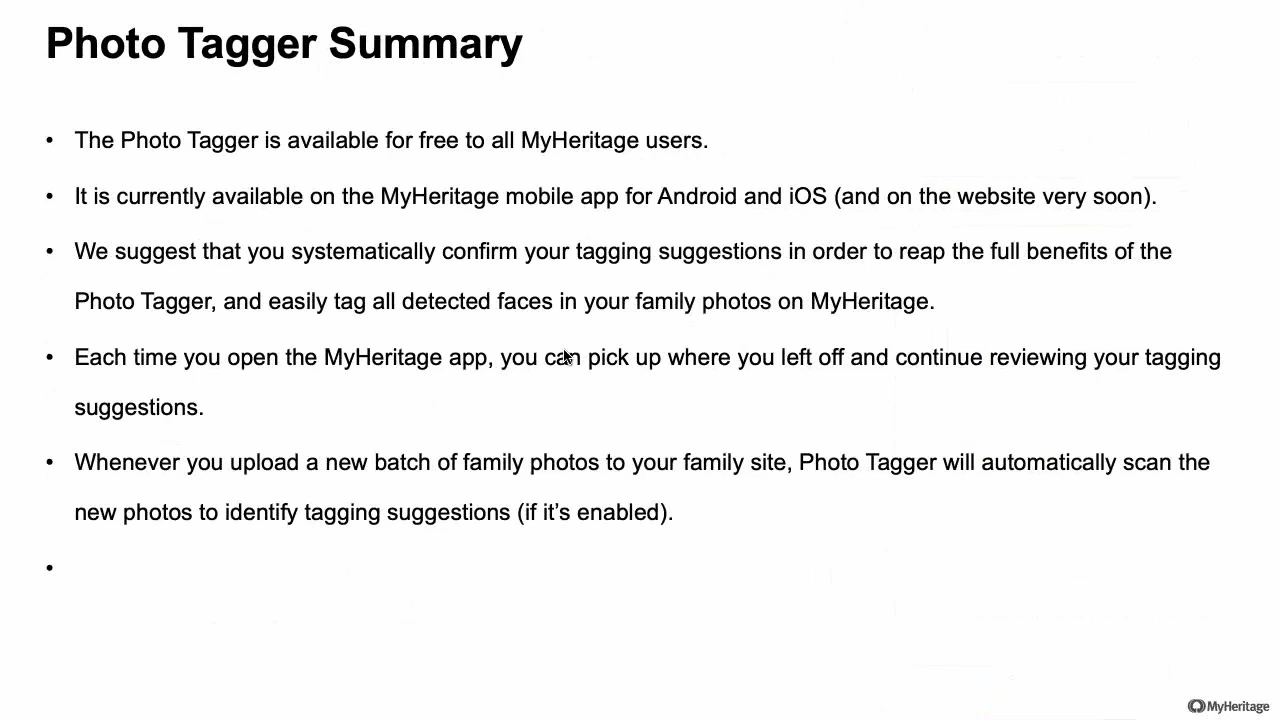 Photo Tagger Summary
• The Photo Tagger is available for free to all MyHeritage users.
• It is currently available on the MyHeritage mobile app for Android and iOS (and on the website very soon).
• We suggest that you systematically confirm your tagging suggestions in order to reap the full benefits of the
Photo Tagger, and easily tag all detected faces in your family photos on MyHeritage.
• Each time you open the MyHeritage app, you can pick up where you left off and continue reviewing your tagging
suggestions.
• Whenever you upload a new batch of family photos to your family site, Photo Tagger will automatically scan the
new photos to identify tagging suggestions (if it’s enabled).
•
MyHeritage